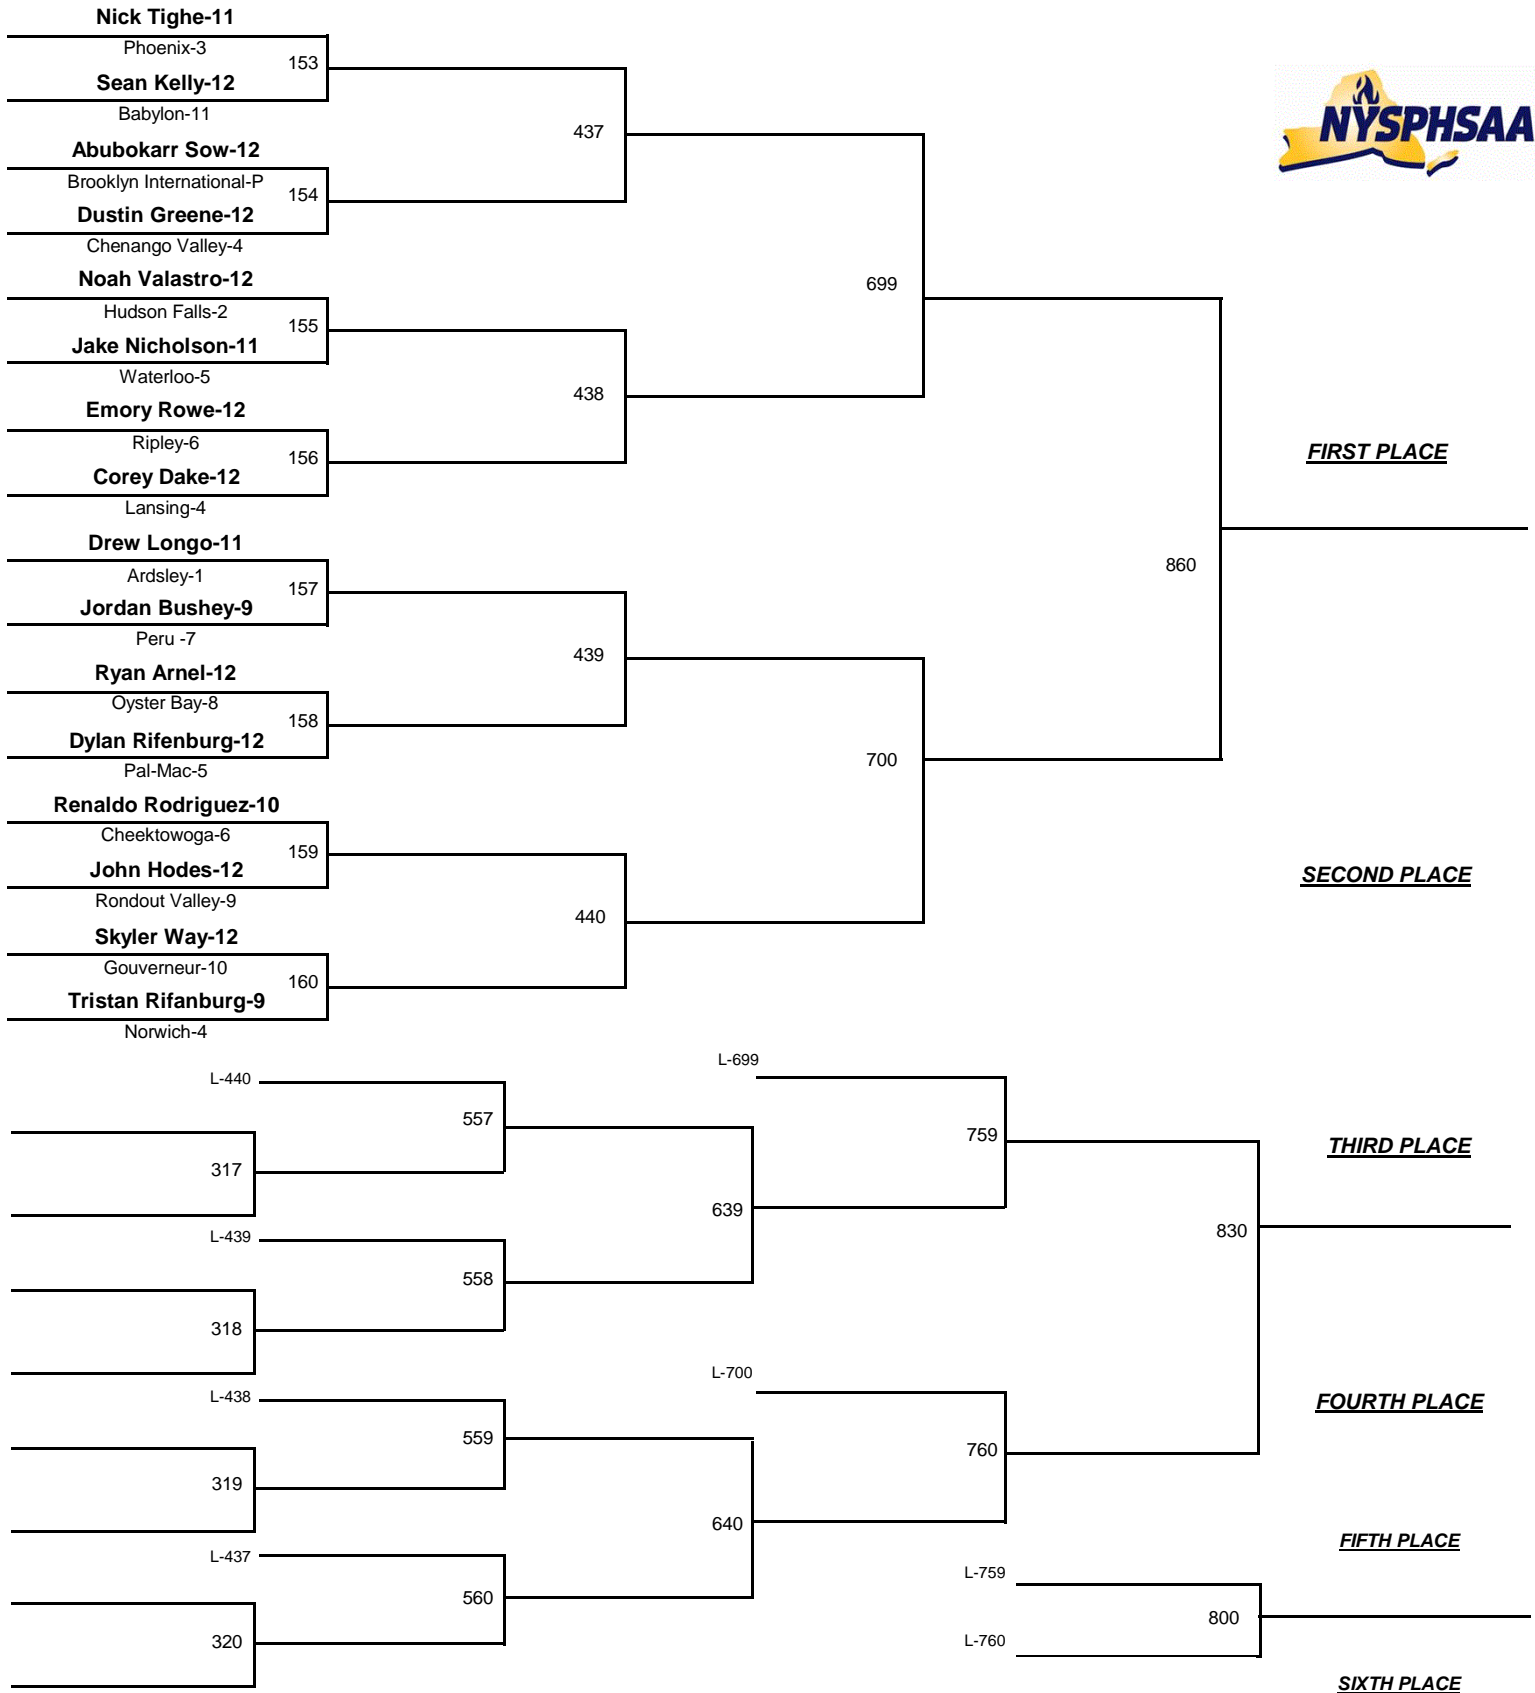 Nick Tighe-11
Phoenix-3
153
Sean Kelly-12
Babylon-11
437
Abubokarr Sow-12
Brooklyn International-P
154
Dustin Greene-12
Chenango Valley-4
NYSPHSAA
699
Noah Valastro-12
Hudson Falls-2
155
Jake Nicholson-11
Waterloo-5
438
Emory Rowe-12
Ripley-6
156
Corey Dake-12
Lansing-4
FIRST PLACE
860
Drew Longo-11
Ardsley-1
157
Jordan Bushey-9
Peru -7
439
Ryan Arnel-12
Oyster Bay-8
158
Dylan Rifenburg-12
Pal-Mac-5
700
Renaldo Rodriguez-10
Cheektowoga-6
159
John Hodes-12
Rondout Valley-9
440
SECOND PLACE
Skyler Way-12
Gouverneur-10
160
Tristan Rifanburg-9
Norwich-4
L-440
557
317
L-699
759
THIRD PLACE
639
L-439
558
318
830
L-438
559
319
L-700
760
FOURTH PLACE
640
L-437
560
320
FIFTH PLACE
L-759
800
L-760
SIXTH PLACE